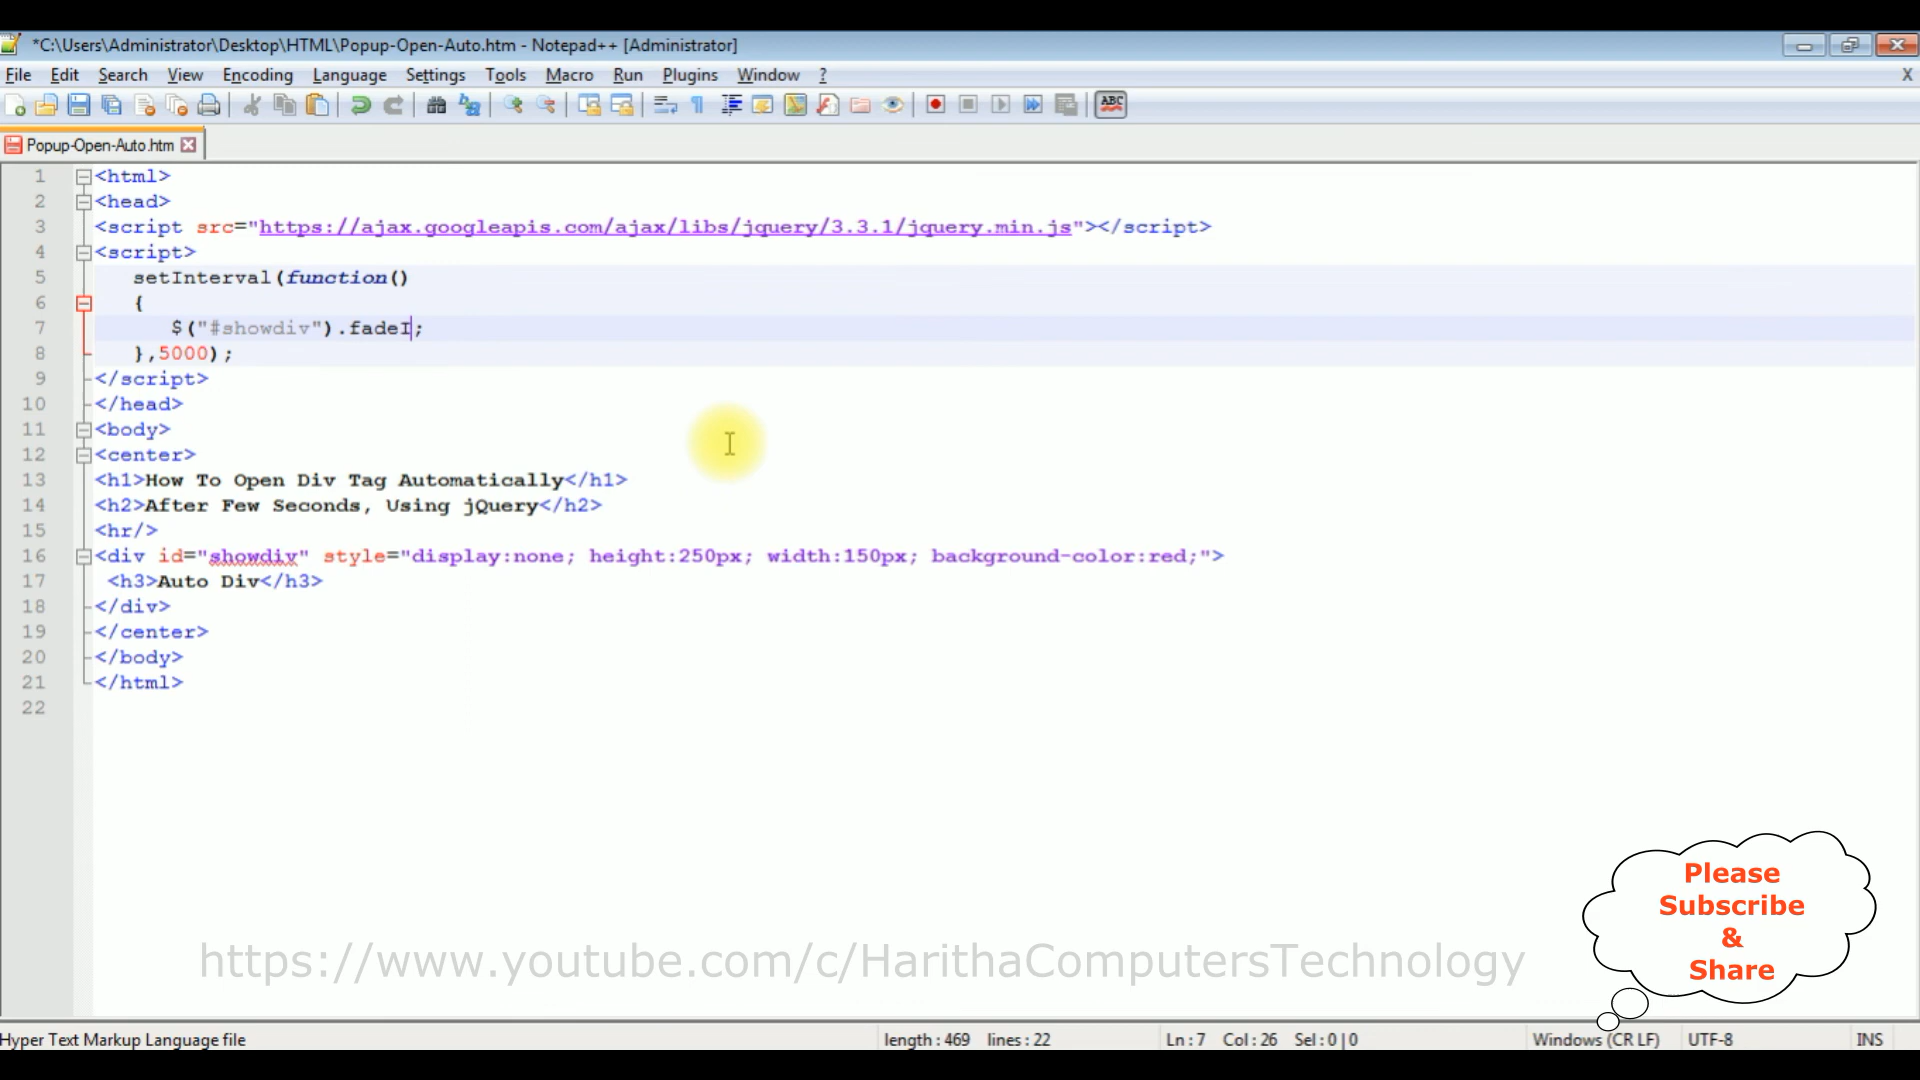 *C:\Users\Administrator\Desktop\HTML\Popup-Open-Auto.htm - Notepad++ [Administrator]
File Edit Search View Encoding Language Settings Tools Macro Run Plugins Window ? X
ABC
Popup-Open-Auto.htm
1 <html>
2 <head>
3 <script src="https://ajax.googleapis.com/ajax/libs/jquery/3.3.1/jquery.min.js"></script>
4 <script>
5 setInterval(function()
6 {
7 $("#showdiv").fadeI;
8 },5000);
9 </script>
10 </head>
11 <body>
12 <center>
13 <h1>How To Open Div Tag Automatically</h1>
14 <h2>After Few Seconds, Using jQuery</h2>
15 <hr/>
16 <div id="showdiv" style="display:none; height:250px; width:150px; background-color:red;">
17 <h3>Auto Div</h3>
18 </div>
19 </center>
20 </body>
21 </html>
22
Please
Subscribe
&
Share
https://www.youtube.com/c/HarithaComputersTechnology
Hyper Text Markup Language file length : 469 lines : 22 Ln : 7 Col : 26 Sel : 0 | 0 Windows (CR LF) UTF-8 INS